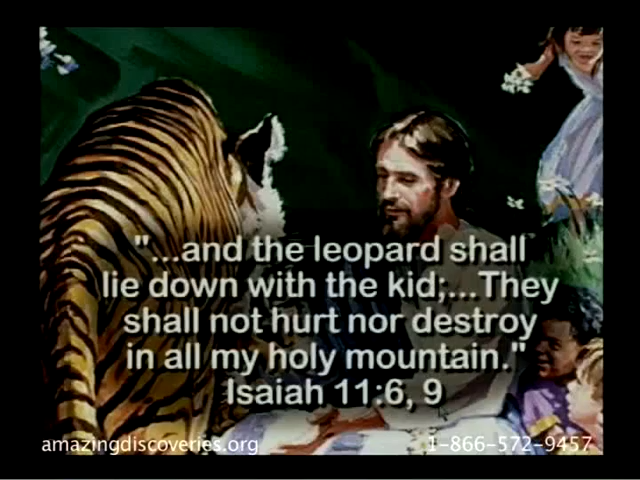 "...and the leopard shall
lie down with the kid;...They
shall not hurt nor destroy
in all my holy mountain."
Isaiah 11:6, 9
amazingdiscoveries.org 1-866-572-9457